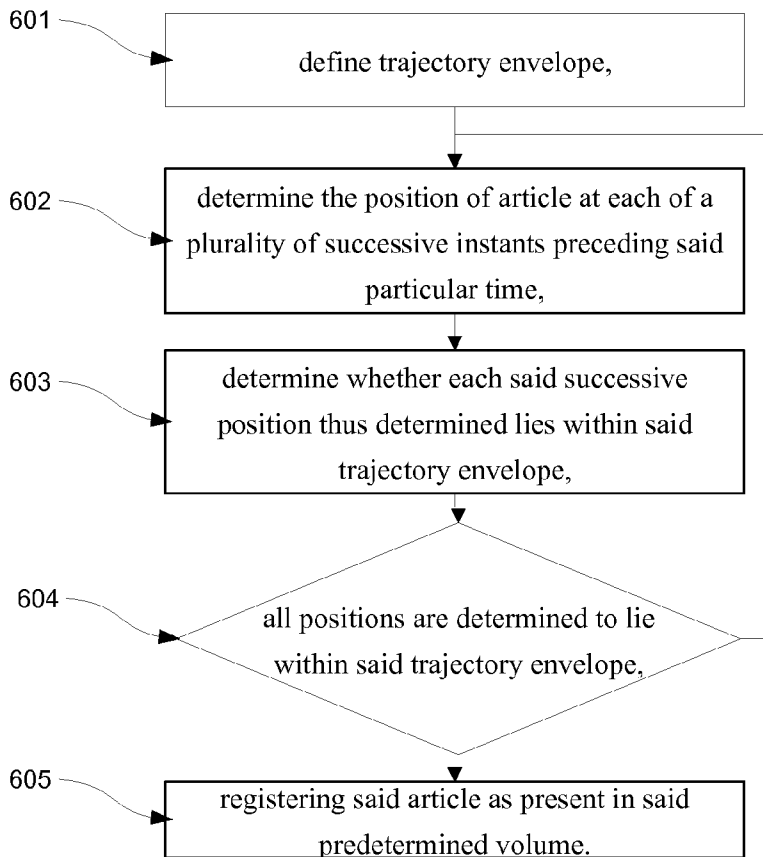 601
define trajectory envelope,
602
determine the position of article at each of a
plurality of successive instants preceding said
particular time,
603
determine whether each said successive
position thus determined lies within said
trajectory envelope,
604
all positions are determined to lie
within said trajectory envelope,
605
registering said article as present in said
predetermined volume.